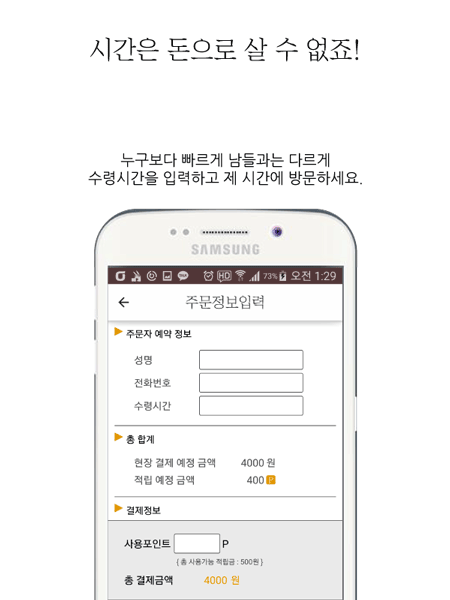 시간은 돈으로 살 수 없죠!
누구보다 빠르게 남들과는 다르게
수령시간을 입력하고 제 시간에 방문하세요.
SAMSUNG
HD 73% 오전 1:29
주문정보입력
주문자 예약 정보
성명
전화번호
수령시간
총 합계
현장 결제 예정 금액 4000 원
적립 예정 금액 400 P
결제정보
사용포인트 P
{ 총 사용가능 적립금 : 500원 }
총 결제금액 4000 원